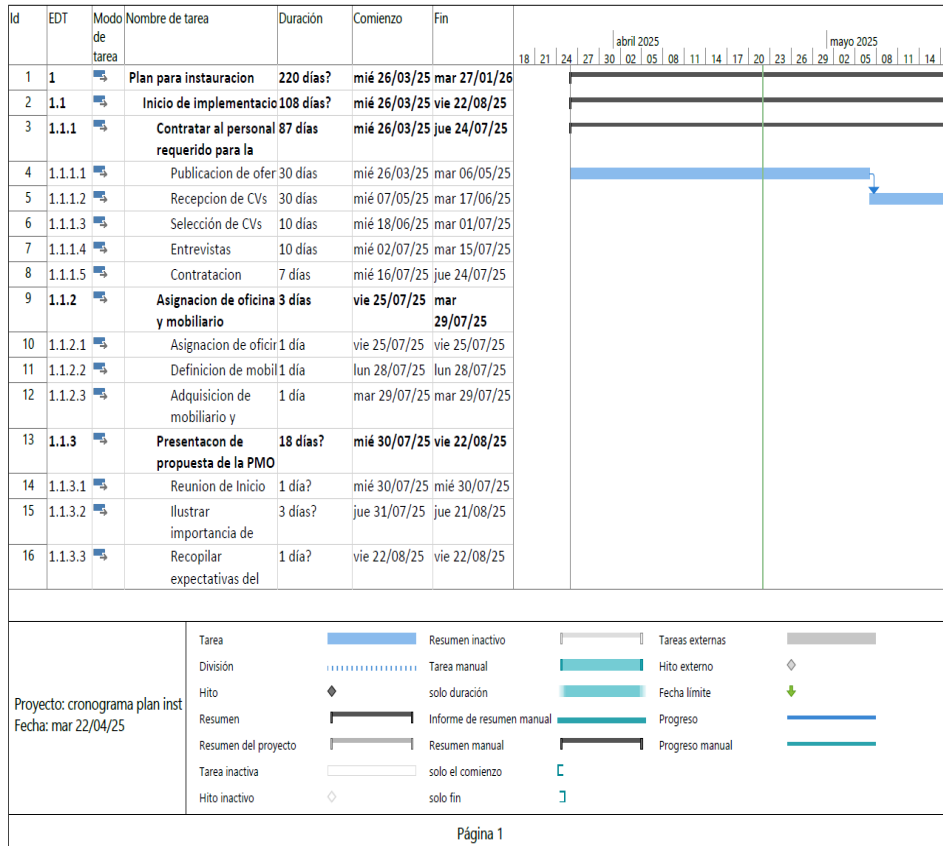 Id EDT Modo de tarea Nombre de tarea Duración Comienzo Fin
abril 2025 mayo 2025
18 21 24 27 30 02 05 08 11 14 17 20 23 26 29 02 05 08 11 14
1 1 Plan para instauracion 220 días? mié 26/03/25 mar 27/01/26
2 1.1 Inicio de implementacio 108 días? mié 26/03/25 vie 22/08/25
3 1.1.1 Contratar al personal requerido para la 87 días mié 26/03/25 jue 24/07/25
4 1.1.1.1 Publicacion de ofer 30 días mié 26/03/25 mar 06/05/25
5 1.1.1.2 Recepcion de CVs 30 días mié 07/05/25 mar 17/06/25
6 1.1.1.3 Selección de CVs 10 días mié 18/06/25 mar 01/07/25
7 1.1.1.4 Entrevistas 10 días mié 02/07/25 mar 15/07/25
8 1.1.1.5 Contratacion 7 días mié 16/07/25 jue 24/07/25
9 1.1.2 Asignacion de oficina y mobiliario 3 días vie 25/07/25 mar 29/07/25
10 1.1.2.1 Asignacion de oficir 1 día vie 25/07/25 vie 25/07/25
11 1.1.2.2 Definicion de mobil 1 día lun 28/07/25 lun 28/07/25
12 1.1.2.3 Adquisicion de mobiliario y 1 día mar 29/07/25 mar 29/07/25
13 1.1.3 Presentacon de propuesta de la PMO 18 días? mié 30/07/25 vie 22/08/25
14 1.1.3.1 Reunion de Inicio 1 día? mié 30/07/25 mié 30/07/25
15 1.1.3.2 Ilustrar importancia de 3 días? jue 31/07/25 jue 21/08/25
16 1.1.3.3 Recopilar expectativas del 1 día? vie 22/08/25 vie 22/08/25
Proyecto: cronograma plan inst
Fecha: mar 22/04/25
Tarea Resumen inactivo Tareas externas
División Tarea manual Hito externo
Hito solo duración Fecha límite
Resumen Informe de resumen manual Progreso
Resumen del proyecto Resumen manual Progreso manual
Tarea inactiva solo el comienzo
Hito inactivo solo fin
Página 1